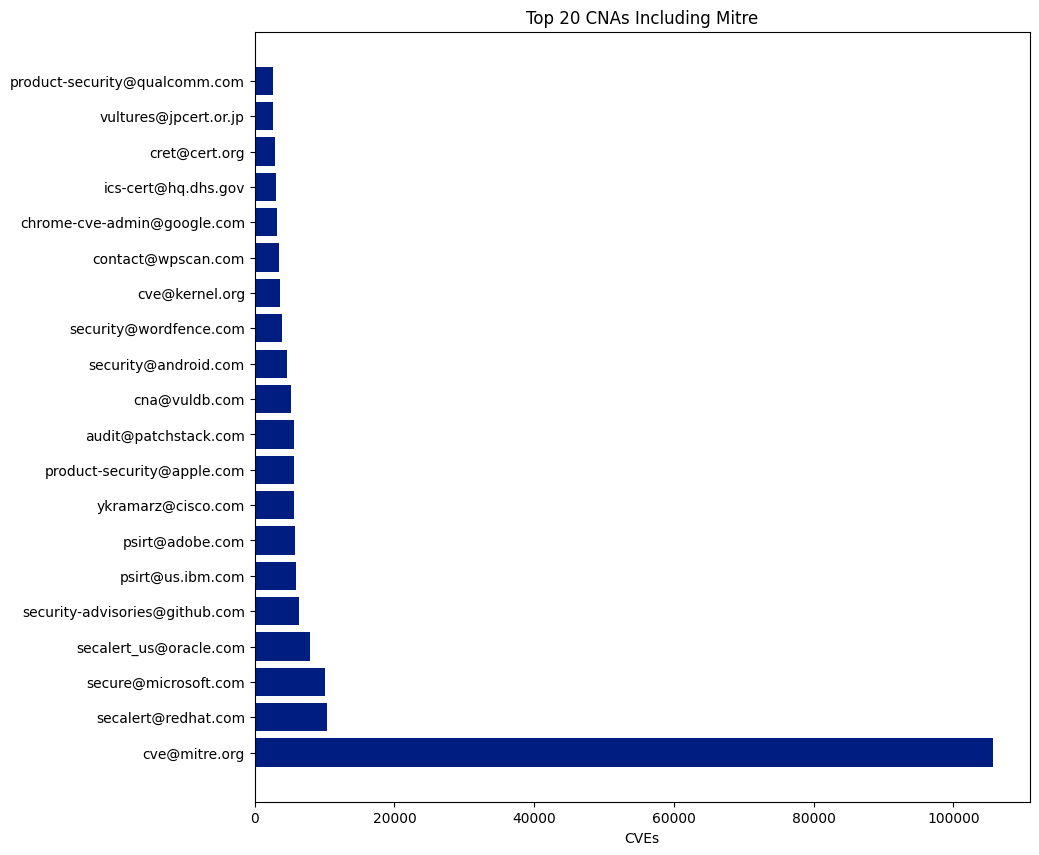 Top 20 CNAs Including Mitre
product-security@qualcomm.com
vultures@jpcert.or.jp
cret@cert.org
ics-cert@hq.dhs.gov
chrome-cve-admin@google.com
contact@wpscan.com
cve@kernel.org
security@wordfence.com
security@android.com
cna@vuldb.com
audit@patchstack.com
product-security@apple.com
ykramarz@cisco.com
psirt@adobe.com
psirt@us.ibm.com
security-advisories@github.com
secalert_us@oracle.com
secure@microsoft.com
secalert@redhat.com
cve@mitre.org
0 20000 40000 60000 80000 100000
CVEs